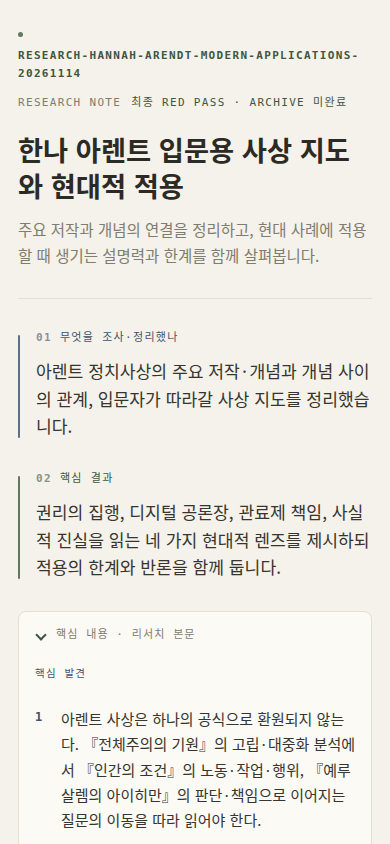 RESEARCH-HANNAH-ARENDT-MODERN-APPLICATIONS-
20261114
RESEARCH NOTE 최종 RED PASS · ARCHIVE 미완료
한나 아렌트 입문용 사상 지도
와 현대적 적용
주요 저작과 개념의 연결을 정리하고, 현대 사례에 적용
할 때 생기는 설명력과 한계를 함께 살펴봅니다.
01 무엇을 조사·정리했나
아렌트 정치사상의 주요 저작·개념과 개념 사이
의 관계, 입문자가 따라갈 사상 지도를 정리했습
니다.
02 핵심 결과
권리의 집행, 디지털 공론장, 관료제 책임, 사실
적 진실을 읽는 네 가지 현대적 렌즈를 제시하되
적용의 한계와 반론을 함께 둡니다.
핵심 내용 · 리서치 본문
핵심 발견
1 아렌트 사상은 하나의 공식으로 환원되지 않는
다. 『전체주의의 기원』의 고립·대중화 분석에
서 『인간의 조건』의 노동·작업·행위, 『예루
살렘의 아이히만』의 판단·책임으로 이어지는
질문의 이동을 따라 읽어야 한다.